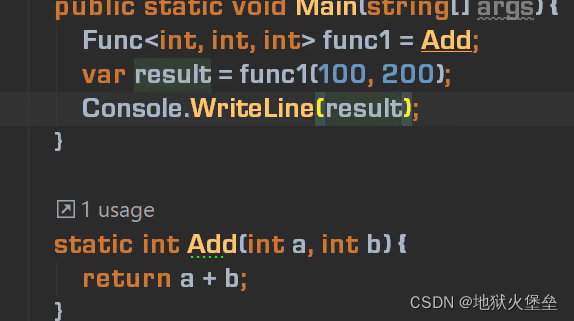 public static void Main(string[] args) {
Func<int, int, int> func1 = Add;
var result = func1(100, 200);
Console.WriteLine(result);
}
1 usage
static int Add(int a, int b) {
return a + b;
}
CSDN @地狱火堡垒